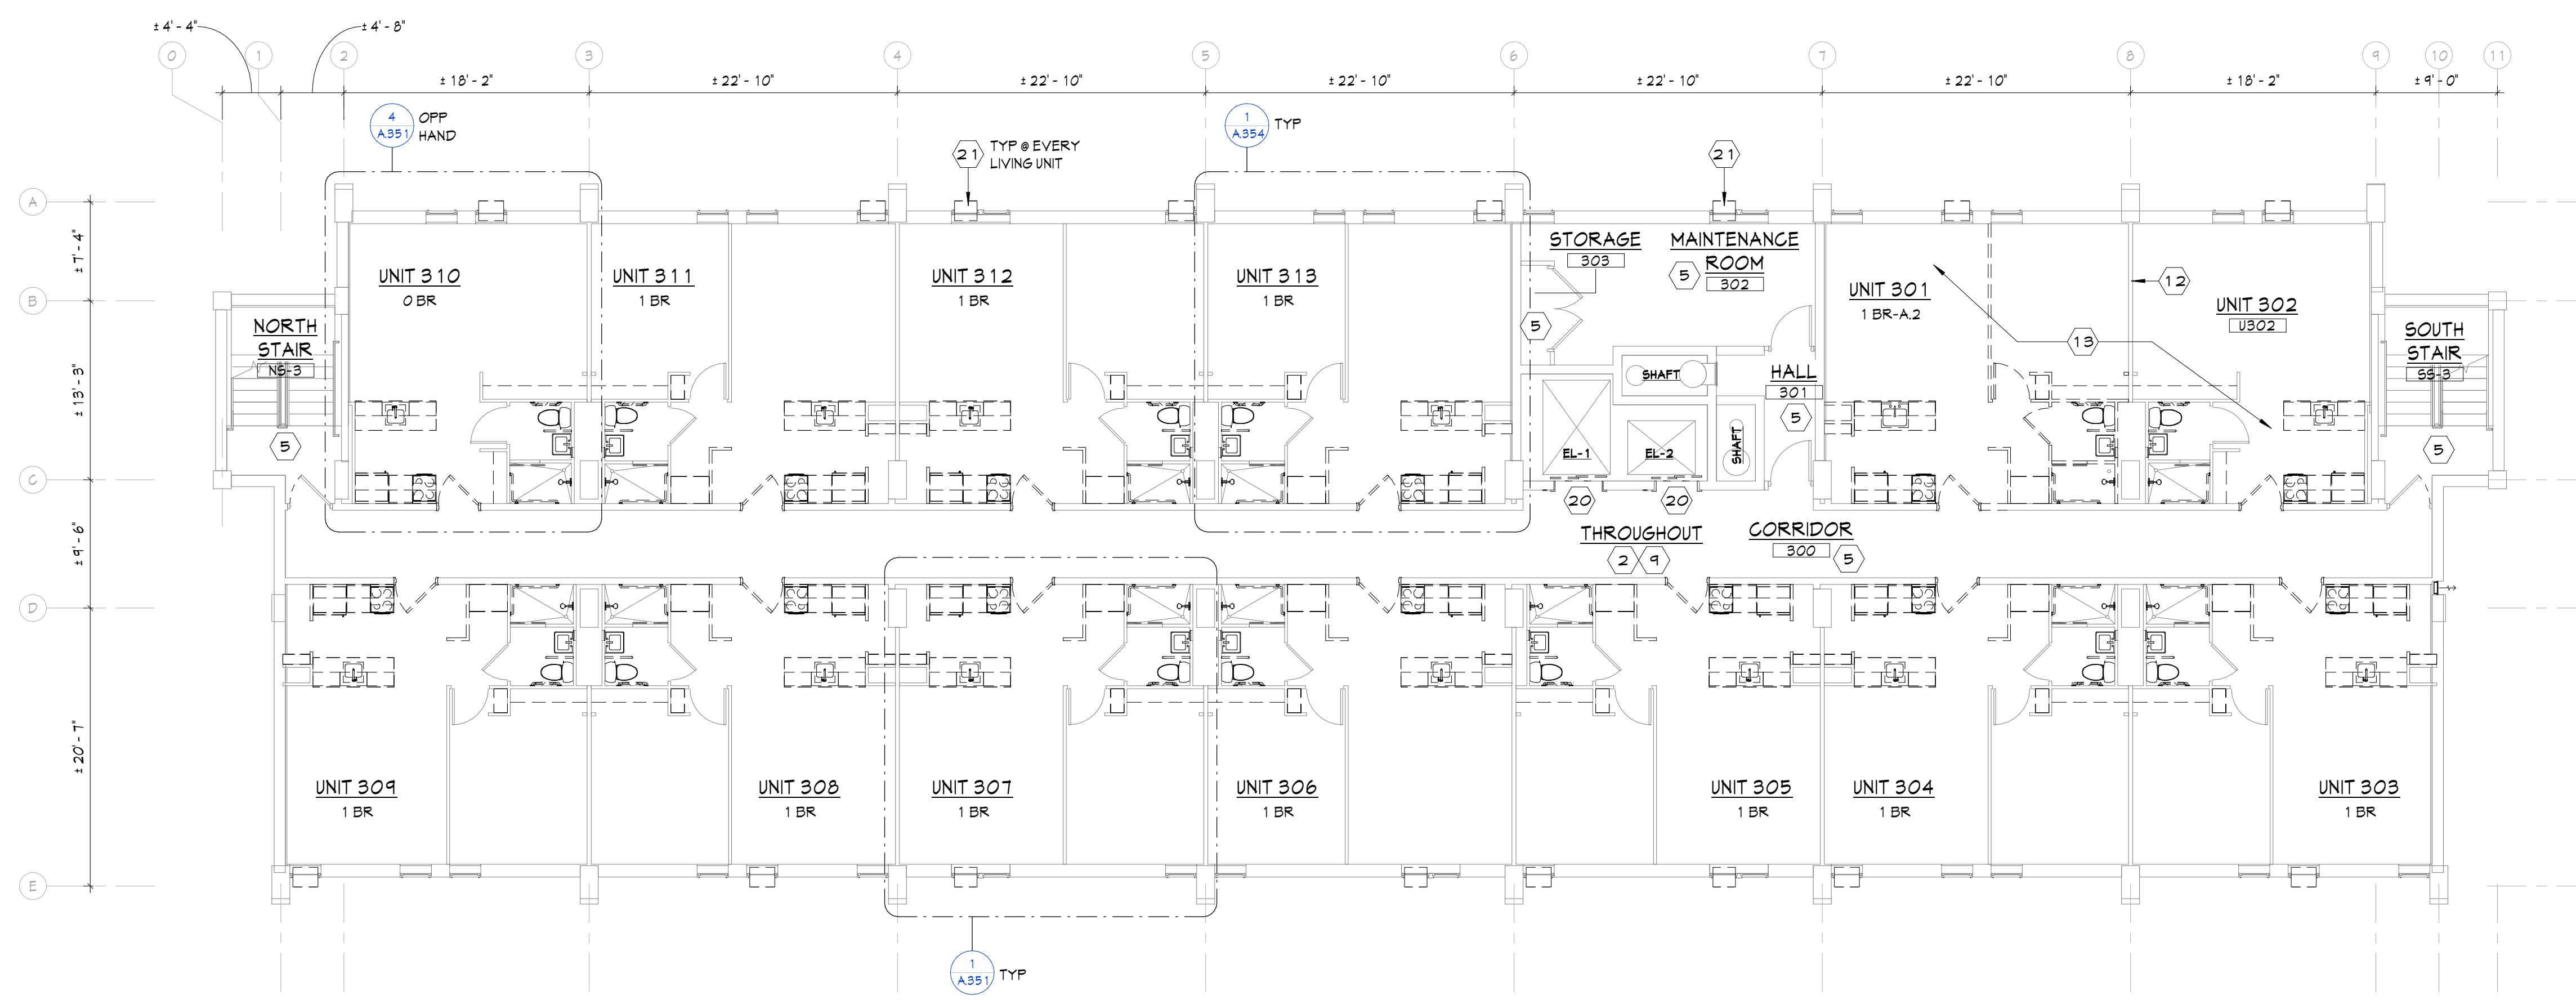 ± 4' - 4"
± 4' - 8"
0
1
2
3
4
5
6
7
8
9
10
11
± 18' - 2"
± 22' - 10"
± 22' - 10"
± 22' - 10"
± 22' - 10"
± 22' - 10"
± 18' - 2"
± 9' - 0"
4
A.351
OPP
HAND
21
TYP @ EVERY
LIVING UNIT
1
A.354
TYP
21
A
B
C
D
E
± 7' - 4"
± 13' - 3"
± 9' - 6"
± 20' - 7"
UNIT 310
0 BR
UNIT 311
1 BR
UNIT 312
1 BR
UNIT 313
1 BR
STORAGE
303
5
MAINTENANCE
ROOM
302
5
UNIT 301
1 BR-A.2
12
13
UNIT 302
U302
NORTH
STAIR
NS-3
5
SOUTH
STAIR
SS-3
5
SHAFT
HALL
301
5
SHAFT
EL-1
EL-2
20
20
THROUGHOUT
2
9
CORRIDOR
300
5
UNIT 309
1 BR
UNIT 308
1 BR
UNIT 307
1 BR
UNIT 306
1 BR
UNIT 305
1 BR
UNIT 304
1 BR
UNIT 303
1 BR
1
A.351
TYP